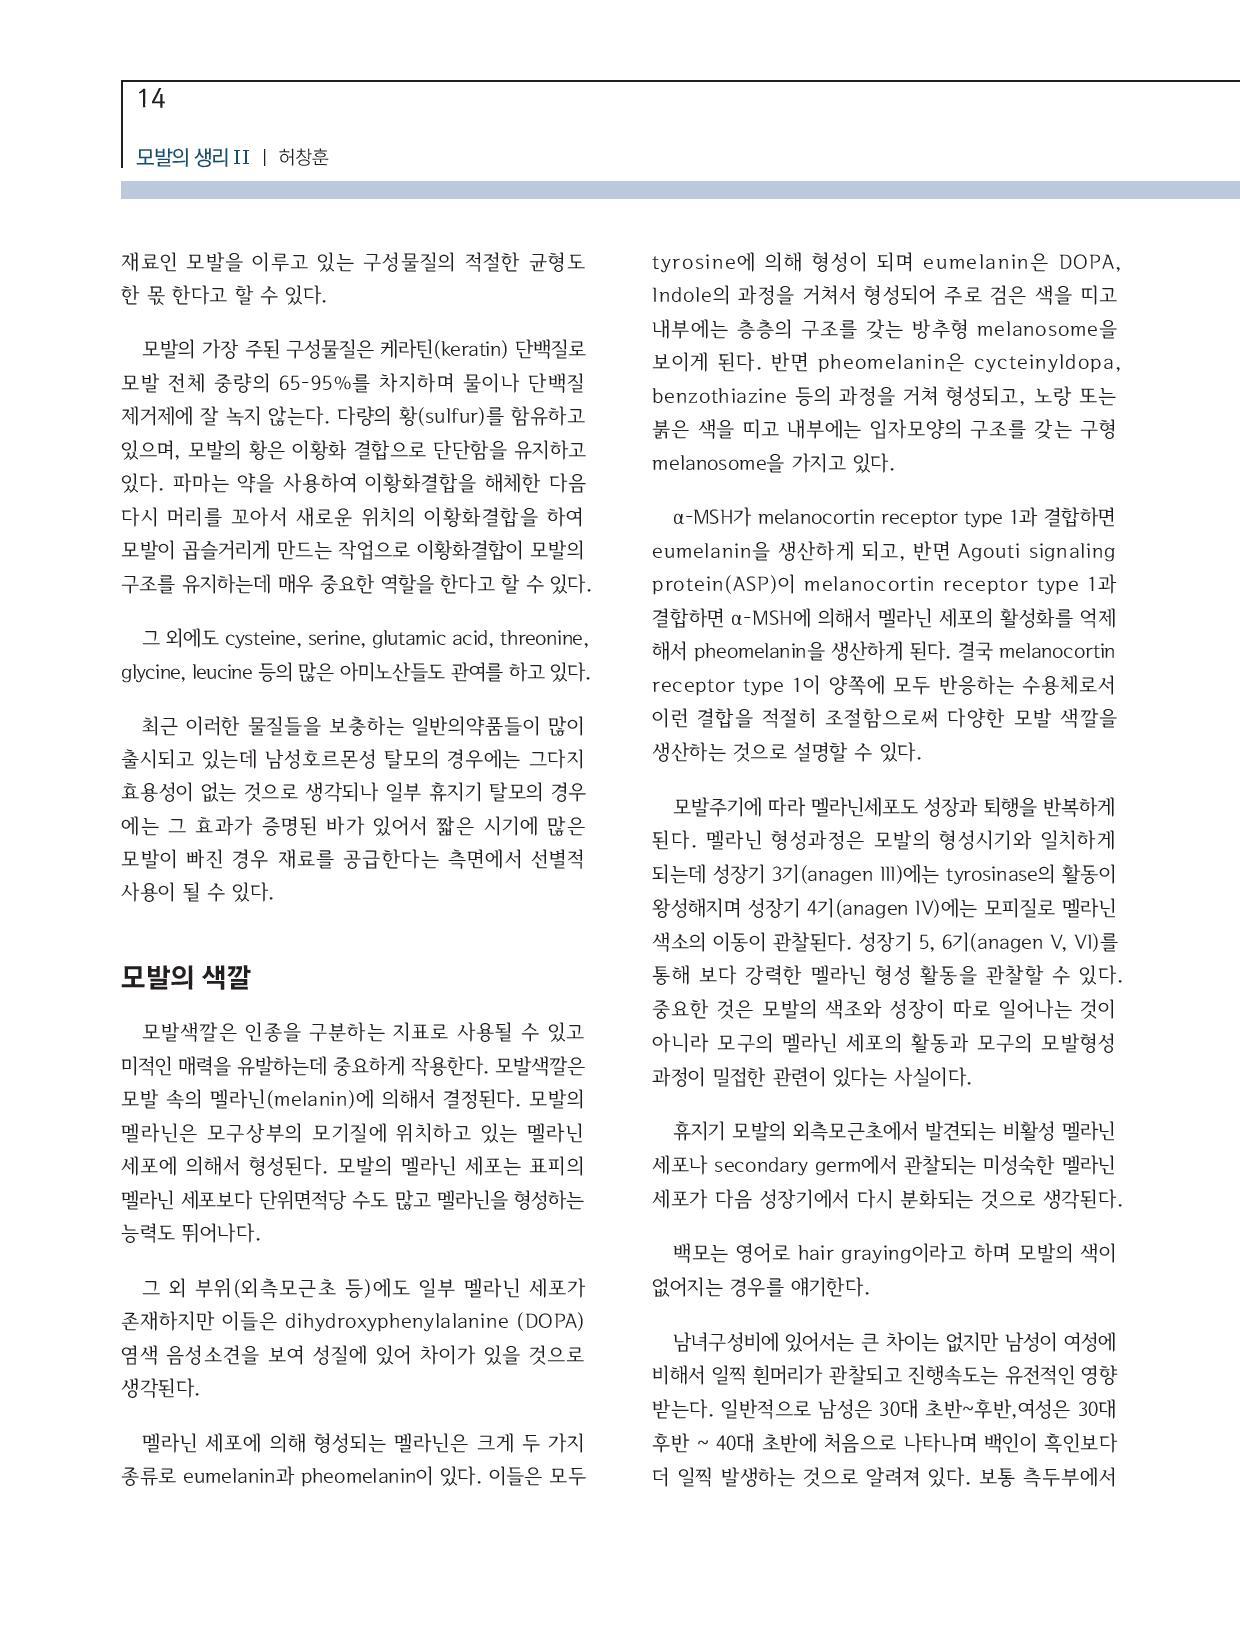 14
모발의 생리 II | 허창훈
재료인 모발을 이루고 있는 구성물질의 적절한 균형도
한 몫 한다고 할 수 있다.
모발의 가장 주된 구성물질은 케라틴(keratin) 단백질로
모발 전체 중량의 65-95%를 차지하며 물이나 단백질
제거제에 잘 녹지 않는다. 다량의 황(sulfur)를 함유하고
있으며, 모발의 황은 이황화 결합으로 단단함을 유지하고
있다. 파마는 약을 사용하여 이황화결합을 해체한 다음
다시 머리를 꼬아서 새로운 위치의 이황화결합을 하여
모발이 곱슬거리게 만드는 작업으로 이황화결합이 모발의
구조를 유지하는데 매우 중요한 역할을 한다고 할 수 있다.
그 외에도 cysteine, serine, glutamic acid, threonine,
glycine, leucine 등의 많은 아미노산들도 관여를 하고 있다.
최근 이러한 물질들을 보충하는 일반의약품들이 많이
출시되고 있는데 남성호르몬성 탈모의 경우에는 그다지
효용성이 없는 것으로 생각되나 일부 휴지기 탈모의 경우
에는 그 효과가 증명된 바가 있어서 짧은 시기에 많은
모발이 빠진 경우 재료를 공급한다는 측면에서 선별적
사용이 될 수 있다.
모발의 색깔
모발색깔은 인종을 구분하는 지표로 사용될 수 있고
미적인 매력을 유발하는데 중요하게 작용한다. 모발색깔은
모발 속의 멜라닌(melanin)에 의해서 결정된다. 모발의
멜라닌은 모구상부의 모기질에 위치하고 있는 멜라닌
세포에 의해서 형성된다. 모발의 멜라닌 세포는 표피의
멜라닌 세포보다 단위면적당 수도 많고 멜라닌을 형성하는
능력도 뛰어나다.
그 외 부위(외측모근초 등)에도 일부 멜라닌 세포가
존재하지만 이들은 dihydroxyphenylalanine (DOPA)
염색 음성소견을 보여 성질에 있어 차이가 있을 것으로
생각된다.
멜라닌 세포에 의해 형성되는 멜라닌은 크게 두 가지
종류로 eumelanin과 pheomelanin이 있다. 이들은 모두
tyrosine에 의해 형성이 되며 eumelanin은 DOPA,
Indole의 과정을 거쳐서 형성되어 주로 검은 색을 띠고
내부에는 층층의 구조를 갖는 방추형 melanosome을
보이게 된다. 반면 pheomelanin은 cycteinyldopa,
benzothiazine 등의 과정을 거쳐 형성되고, 노랑 또는
붉은 색을 띠고 내부에는 입자모양의 구조를 갖는 구형
melanosome을 가지고 있다.
α-MSH가 melanocortin receptor type 1과 결합하면
eumelanin을 생산하게 되고, 반면 Agouti signaling
protein(ASP)이 melanocortin receptor type 1과
결합하면 α-MSH에 의해서 멜라닌 세포의 활성화를 억제
해서 pheomelanin을 생산하게 된다. 결국 melanocortin
receptor type 1이 양쪽에 모두 반응하는 수용체로서
이런 결합을 적절히 조절함으로써 다양한 모발 색깔을
생산하는 것으로 설명할 수 있다.
모발주기에 따라 멜라닌세포도 성장과 퇴행을 반복하게
된다. 멜라닌 형성과정은 모발의 형성시기와 일치하게
되는데 성장기 3기(anagen III)에는 tyrosinase의 활동이
왕성해지며 성장기 4기(anagen IV)에는 모피질로 멜라닌
색소의 이동이 관찰된다. 성장기 5, 6기(anagen V, VI)를
통해 보다 강력한 멜라닌 형성 활동을 관찰할 수 있다.
중요한 것은 모발의 색조와 성장이 따로 일어나는 것이
아니라 모구의 멜라닌 세포의 활동과 모구의 모발형성
과정이 밀접한 관련이 있다는 사실이다.
휴지기 모발의 외측모근초에서 발견되는 비활성 멜라닌
세포나 secondary germ에서 관찰되는 미성숙한 멜라닌
세포가 다음 성장기에서 다시 분화되는 것으로 생각된다.
백모는 영어로 hair graying이라고 하며 모발의 색이
없어지는 경우를 얘기한다.
남녀구성비에 있어서는 큰 차이는 없지만 남성이 여성에
비해서 일찍 흰머리가 관찰되고 진행속도는 유전적인 영향
받는다. 일반적으로 남성은 30대 초반~후반,여성은 30대
후반 ~ 40대 초반에 처음으로 나타나며 백인이 흑인보다
더 일찍 발생하는 것으로 알려져 있다. 보통 측두부에서